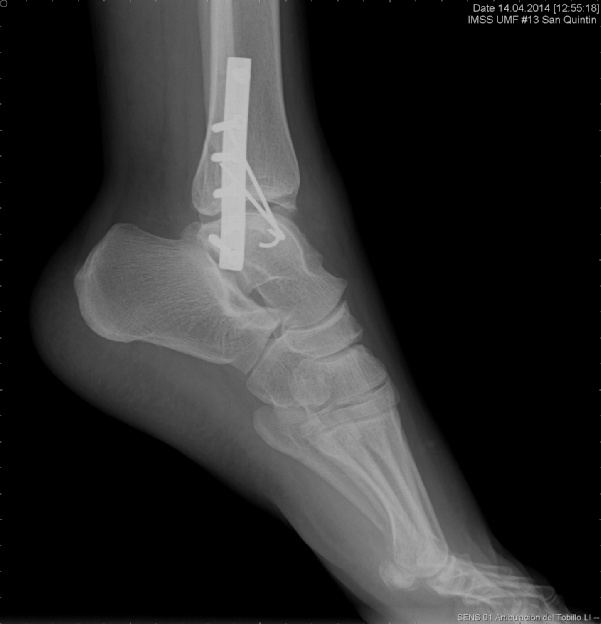 Date 14.04.2014 [12:55:18]
IMSS UMF #13 San Quintin
SENS 01 Articulación del Tobillo LI --